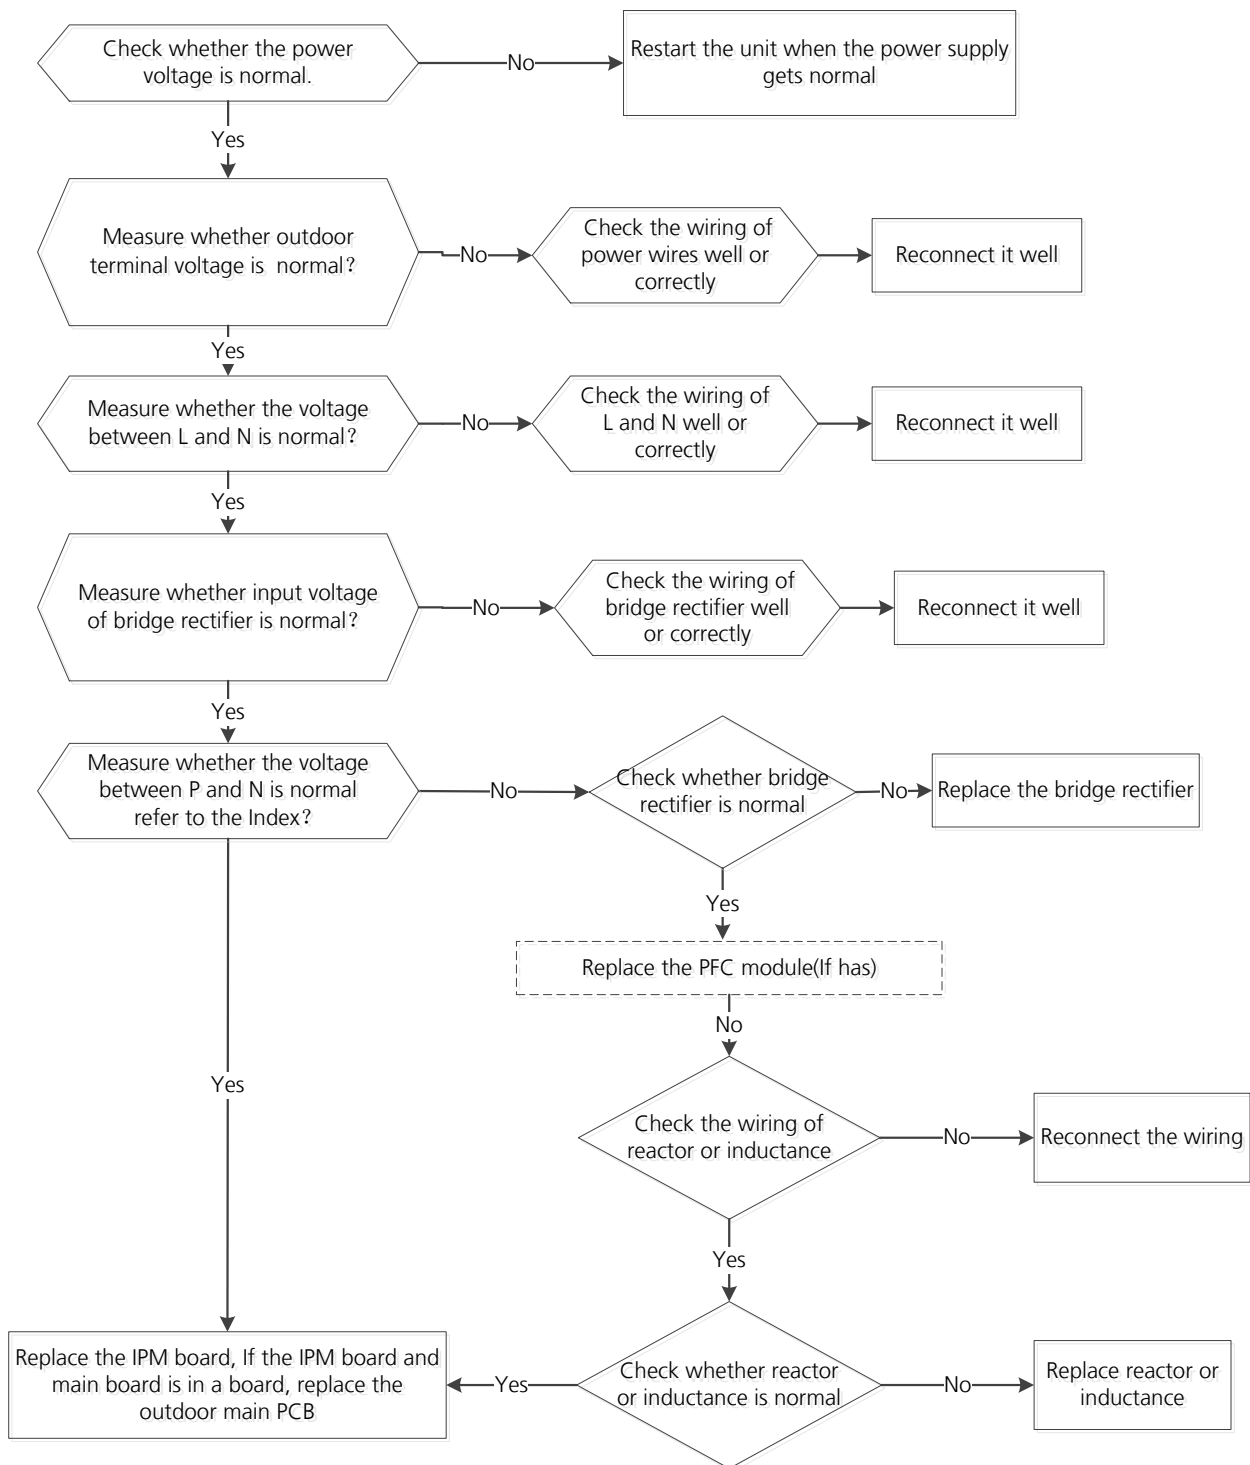 Check whether the power
voltage is normal.
No
Restart the unit when the power supply
gets normal
Yes
Measure whether outdoor
terminal voltage is  normal？
No
Check the wiring of
power wires well or
correctly
Reconnect it well
Yes
Measure whether the voltage
between L and N is normal？
No
Check the wiring of
L and N well or
correctly
Reconnect it well
Yes
Measure whether input voltage
of bridge rectifier is normal？
No
Check the wiring of
bridge rectifier well
or correctly
Reconnect it well
Yes
Measure whether the voltage
between P and N is normal
refer to the Index？
No
Check whether bridge
rectifier is normal
No
Replace the bridge rectifier
Yes
Replace the PFC module(If has)
No
Yes
Check the wiring of
reactor or inductance
No
Reconnect the wiring
Yes
Replace the IPM board, If the IPM board and
main board is in a board, replace the
outdoor main PCB
Yes
Check whether reactor
or inductance is normal
No
Replace reactor or
inductance